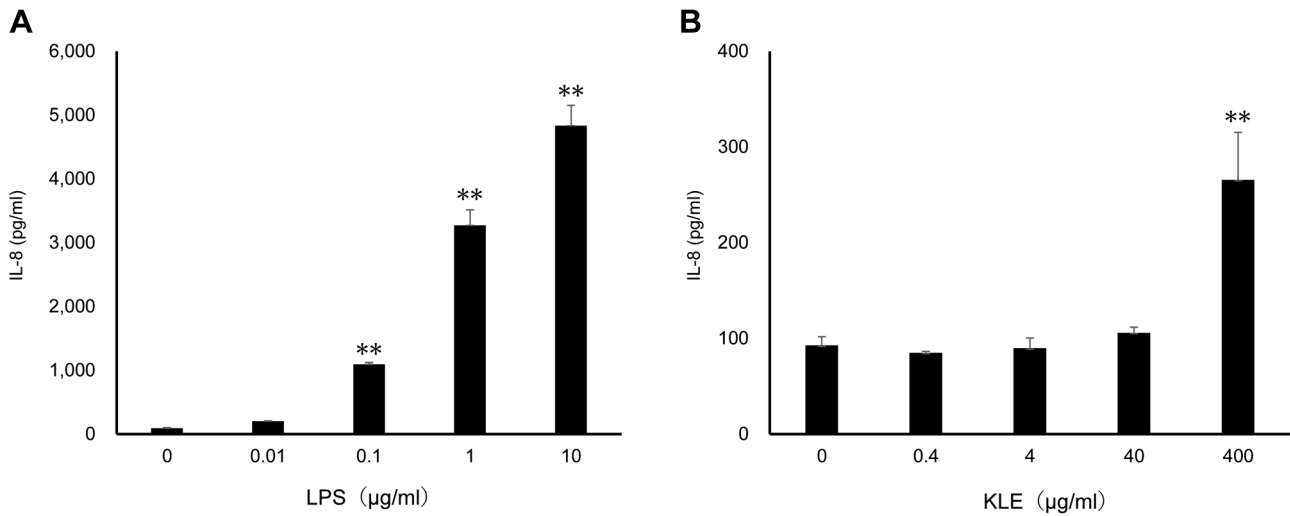 A
6,000
5,000
4,000
3,000
2,000
1,000
0
IL-8 (pg/ml)
**
**
**
0 0.01 0.1 1 10
LPS（μg/ml）
B
400
300
200
100
0
IL-8 (pg/ml)
**
0 0.4 4 40 400
KLE（μg/ml）